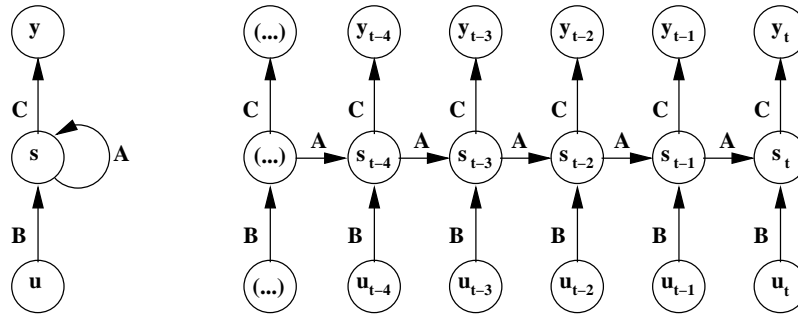 y (...) y_{t−4} y_{t−3} y_{t−2} y_{t−1} y_t
C C C C C C C
s A (...) A s_{t−4} A s_{t−3} A s_{t−2} A s_{t−1} A s_t
B B B B B B B
u (...) u_{t−4} u_{t−3} u_{t−2} u_{t−1} u_t